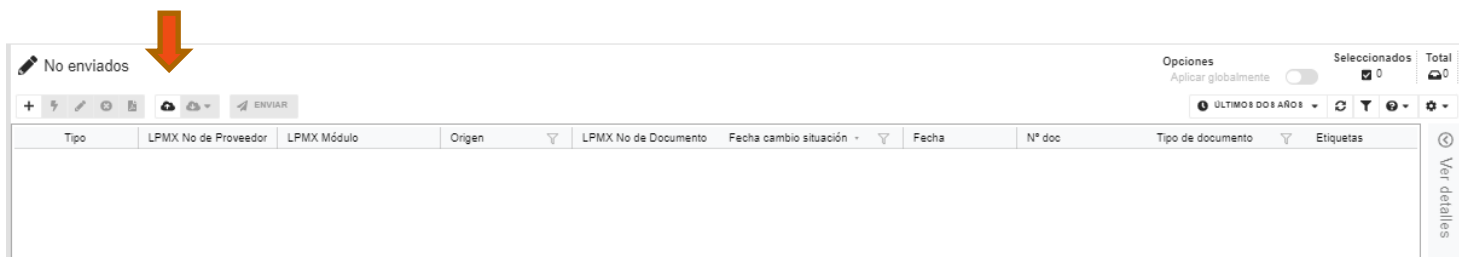 No enviados
Opciones
Aplicar globalmente
Seleccionados
0
Total
0
ENVIAR
ÚLTIMOS DOS AÑOS
Tipo LPMX No de Proveedor LPMX Módulo Origen LPMX No de Documento Fecha cambio situación Fecha Nº doc Tipo de documento Etiquetas
Ver detalles